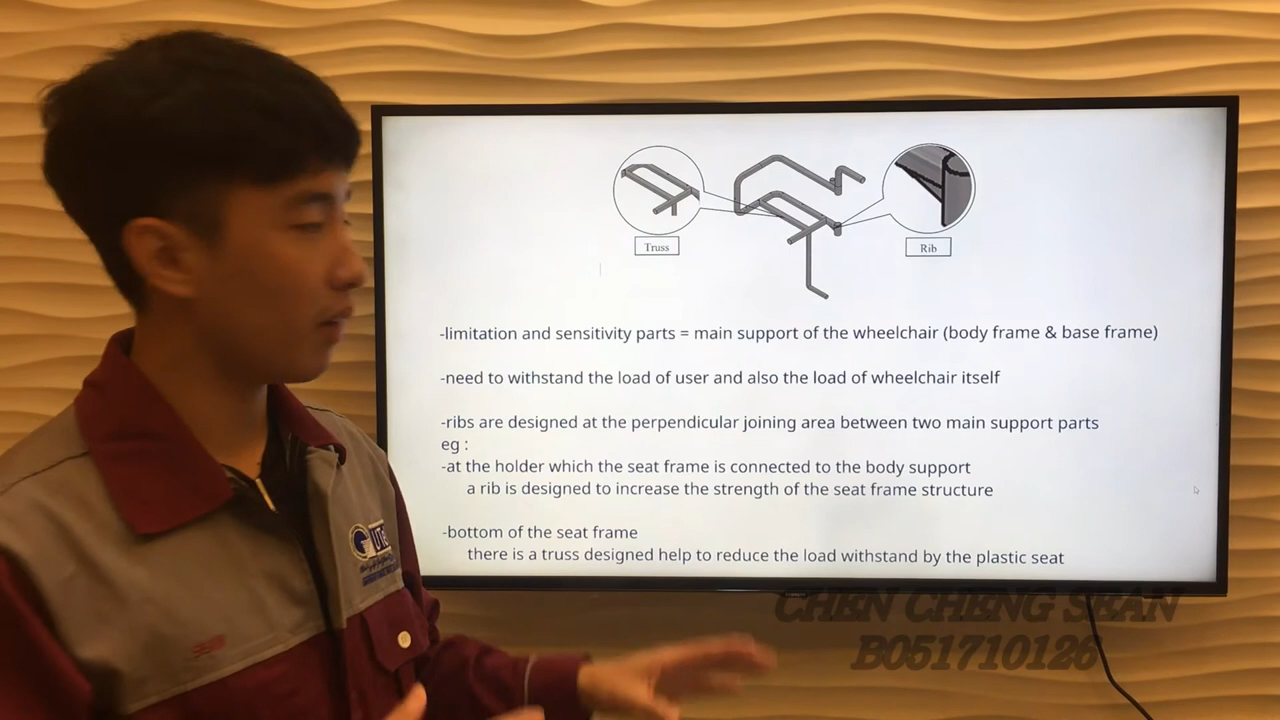 Truss
Rib
-limitation and sensitivity parts = main support of the wheelchair (body frame & base frame)
-need to withstand the load of user and also the load of wheelchair itself
-ribs are designed at the perpendicular joining area between two main support parts
eg :
-at the holder which the seat frame is connected to the body support
a rib is designed to increase the strength of the seat frame structure
-bottom of the seat frame
there is a truss designed help to reduce the load withstand by the plastic seat
CHEN CHENG SEAN
B051710126